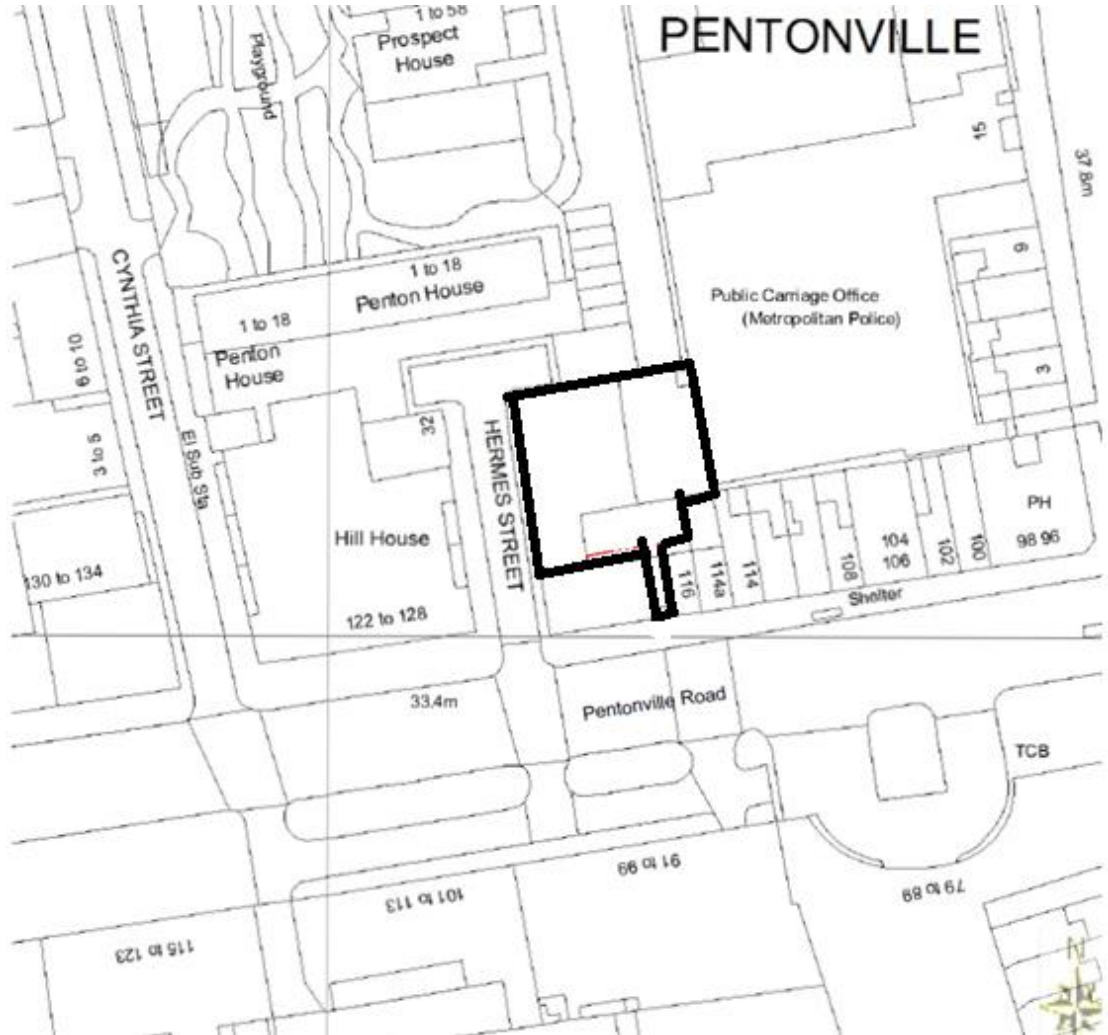 PENTONVILLE
1 to 58
Prospect
House
Playground
15
37.8m
CYNTHIA STREET
1 to 18
Penton House
1 to 18
Penton
House
Public Carriage Office
(Metropolitan Police)
9
3
6 to 10
3 to 5
El Sub Sta
32
HERMES STREET
Hill House
130 to 134
122 to 128
116
114a
114
108
104
106
102
100
PH
98 96
Shelter
33.4m
Pentonville Road
TCB
91 to 99
79 to 89
101 to 113
115 to 123
N